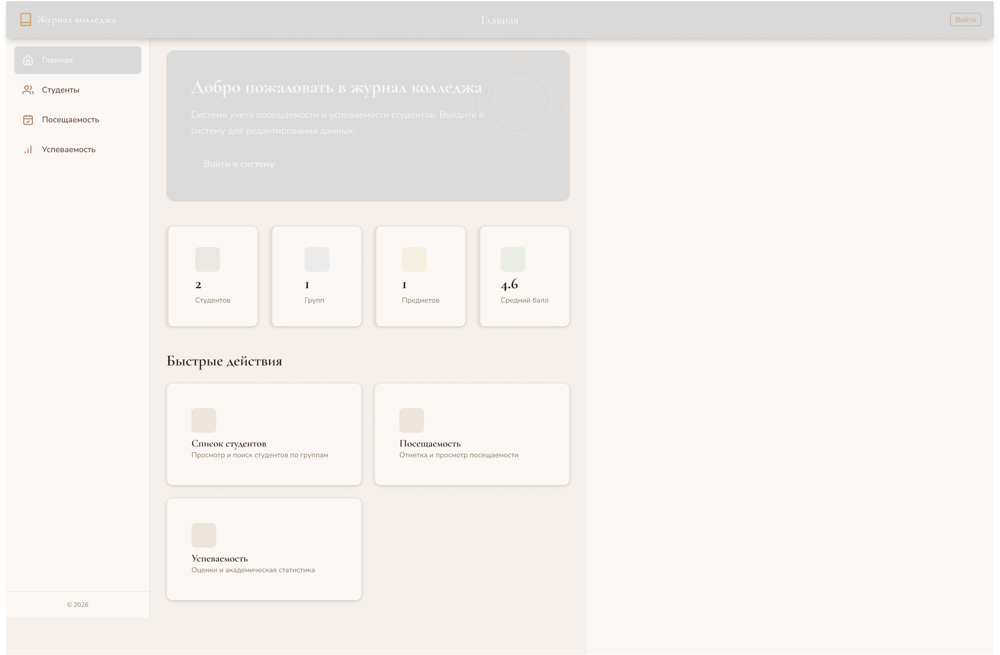 Журнал колледжа
Главная
Войти
Главная
Студенты
Посещаемость
Успеваемость
© 2026
Добро пожаловать в журнал колледжа
Система учета посещаемости и успеваемости студентов. Войдите в
систему для редактирования данных.
Войти в систему
2
Студентов
1
Групп
1
Предметов
4.6
Средний балл
Быстрые действия
Список студентов
Просмотр и поиск студентов по группам
Посещаемость
Отметка и просмотр посещаемости
Успеваемость
Оценки и академическая статистика